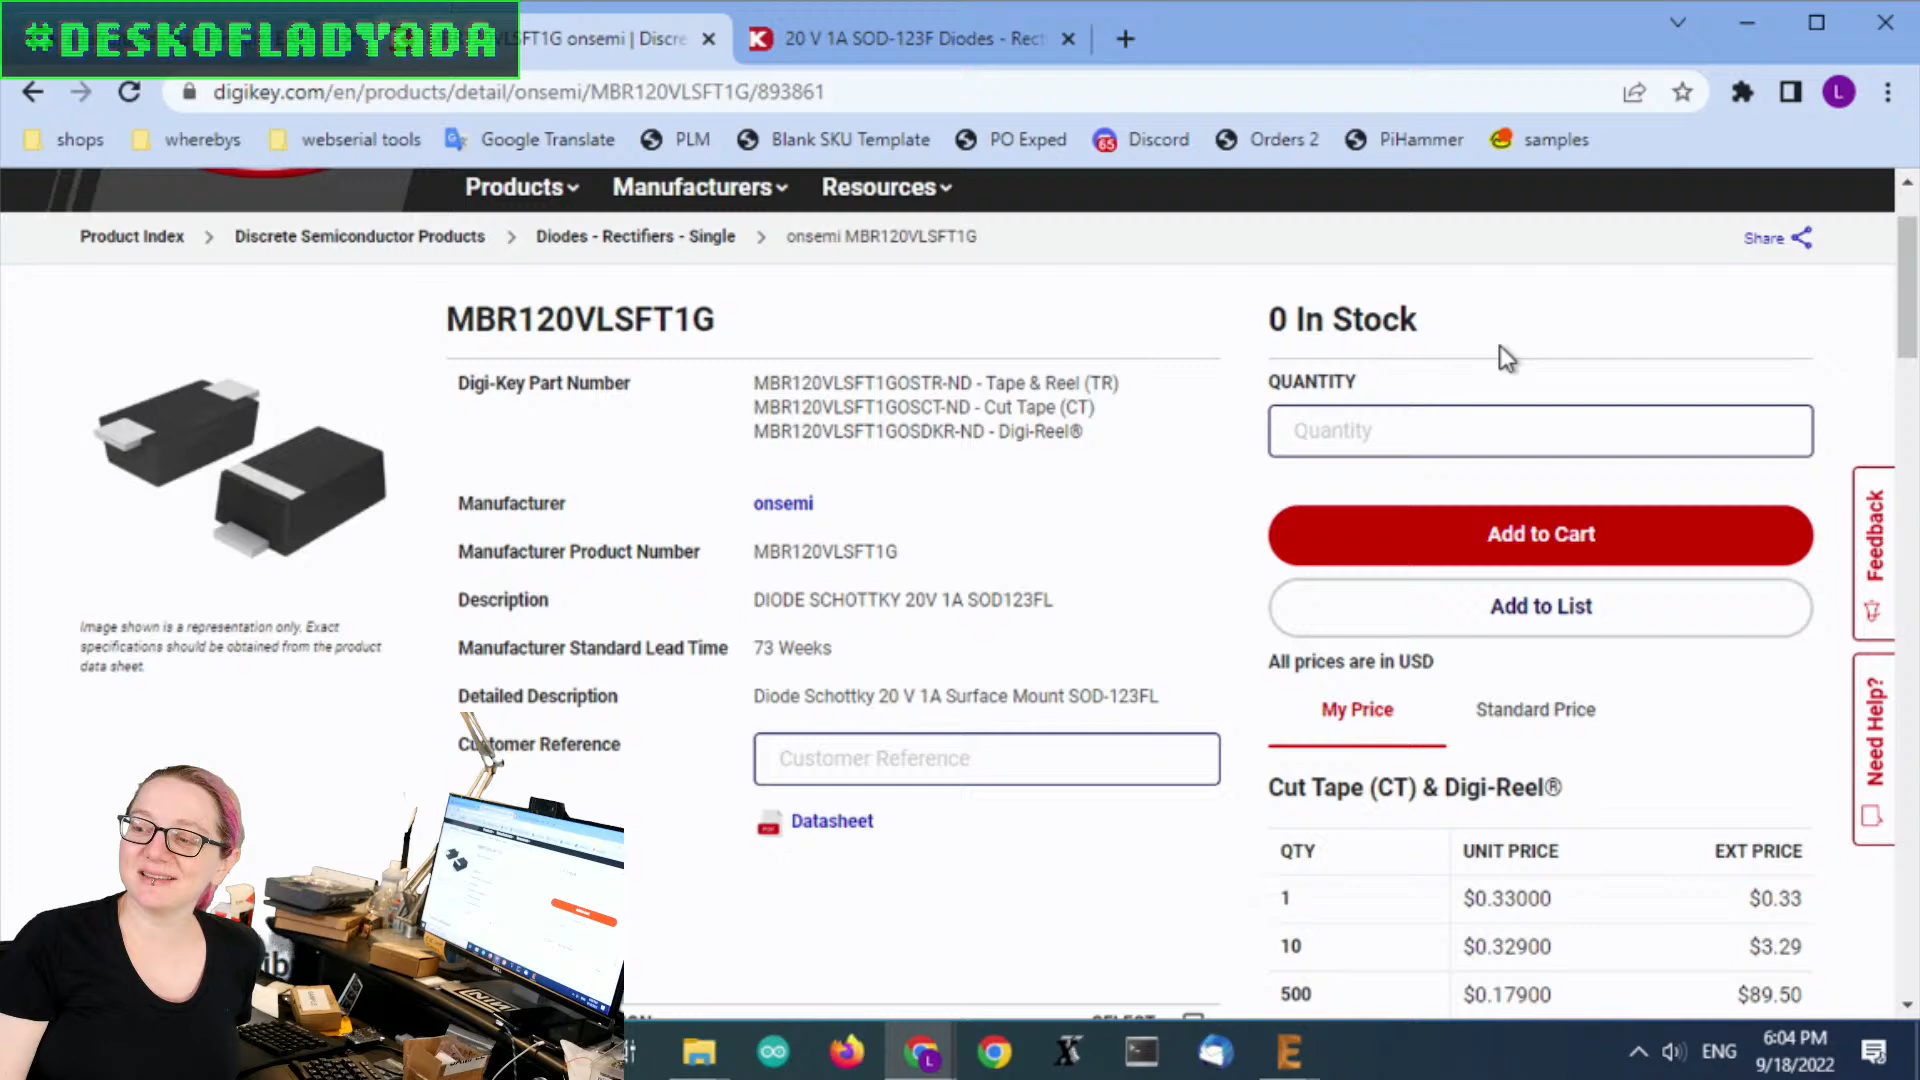 #DESKOFLADYADA
SFT1G onsemi | Discre
20 V 1A SOD-123F Diodes - Rect
digikey.com/en/products/detail/onsemi/MBR120VLSFT1G/893861
L
shops
wherebys
webserial tools
Google Translate
PLM
Blank SKU Template
PO Exped
65
Discord
Orders 2
PiHammer
samples
Products
Manufacturers
Resources
Product Index > Discrete Semiconductor Products > Diodes - Rectifiers - Single > onsemi MBR120VLSFT1G
Share
MBR120VLSFT1G
Digi-Key Part Number
MBR120VLSFT1GOSTR-ND - Tape & Reel (TR)
MBR120VLSFT1GOSCT-ND - Cut Tape (CT)
MBR120VLSFT1GOSDKR-ND - Digi-Reel®
Manufacturer
onsemi
Manufacturer Product Number
MBR120VLSFT1G
Description
DIODE SCHOTTKY 20V 1A SOD123FL
Manufacturer Standard Lead Time
73 Weeks
Detailed Description
Diode Schottky 20 V 1A Surface Mount SOD-123FL
Customer Reference
Customer Reference
Datasheet
Image shown is a representation only. Exact
specifications should be obtained from the product
data sheet.
0 In Stock
QUANTITY
Quantity
Add to Cart
Add to List
All prices are in USD
My Price
Standard Price
Cut Tape (CT) & Digi-Reel®
QTY UNIT PRICE EXT PRICE
1 $0.33000 $0.33
10 $0.32900 $3.29
500 $0.17900 $89.50
Feedback
Need Help?
ENG
6:04 PM
9/18/2022